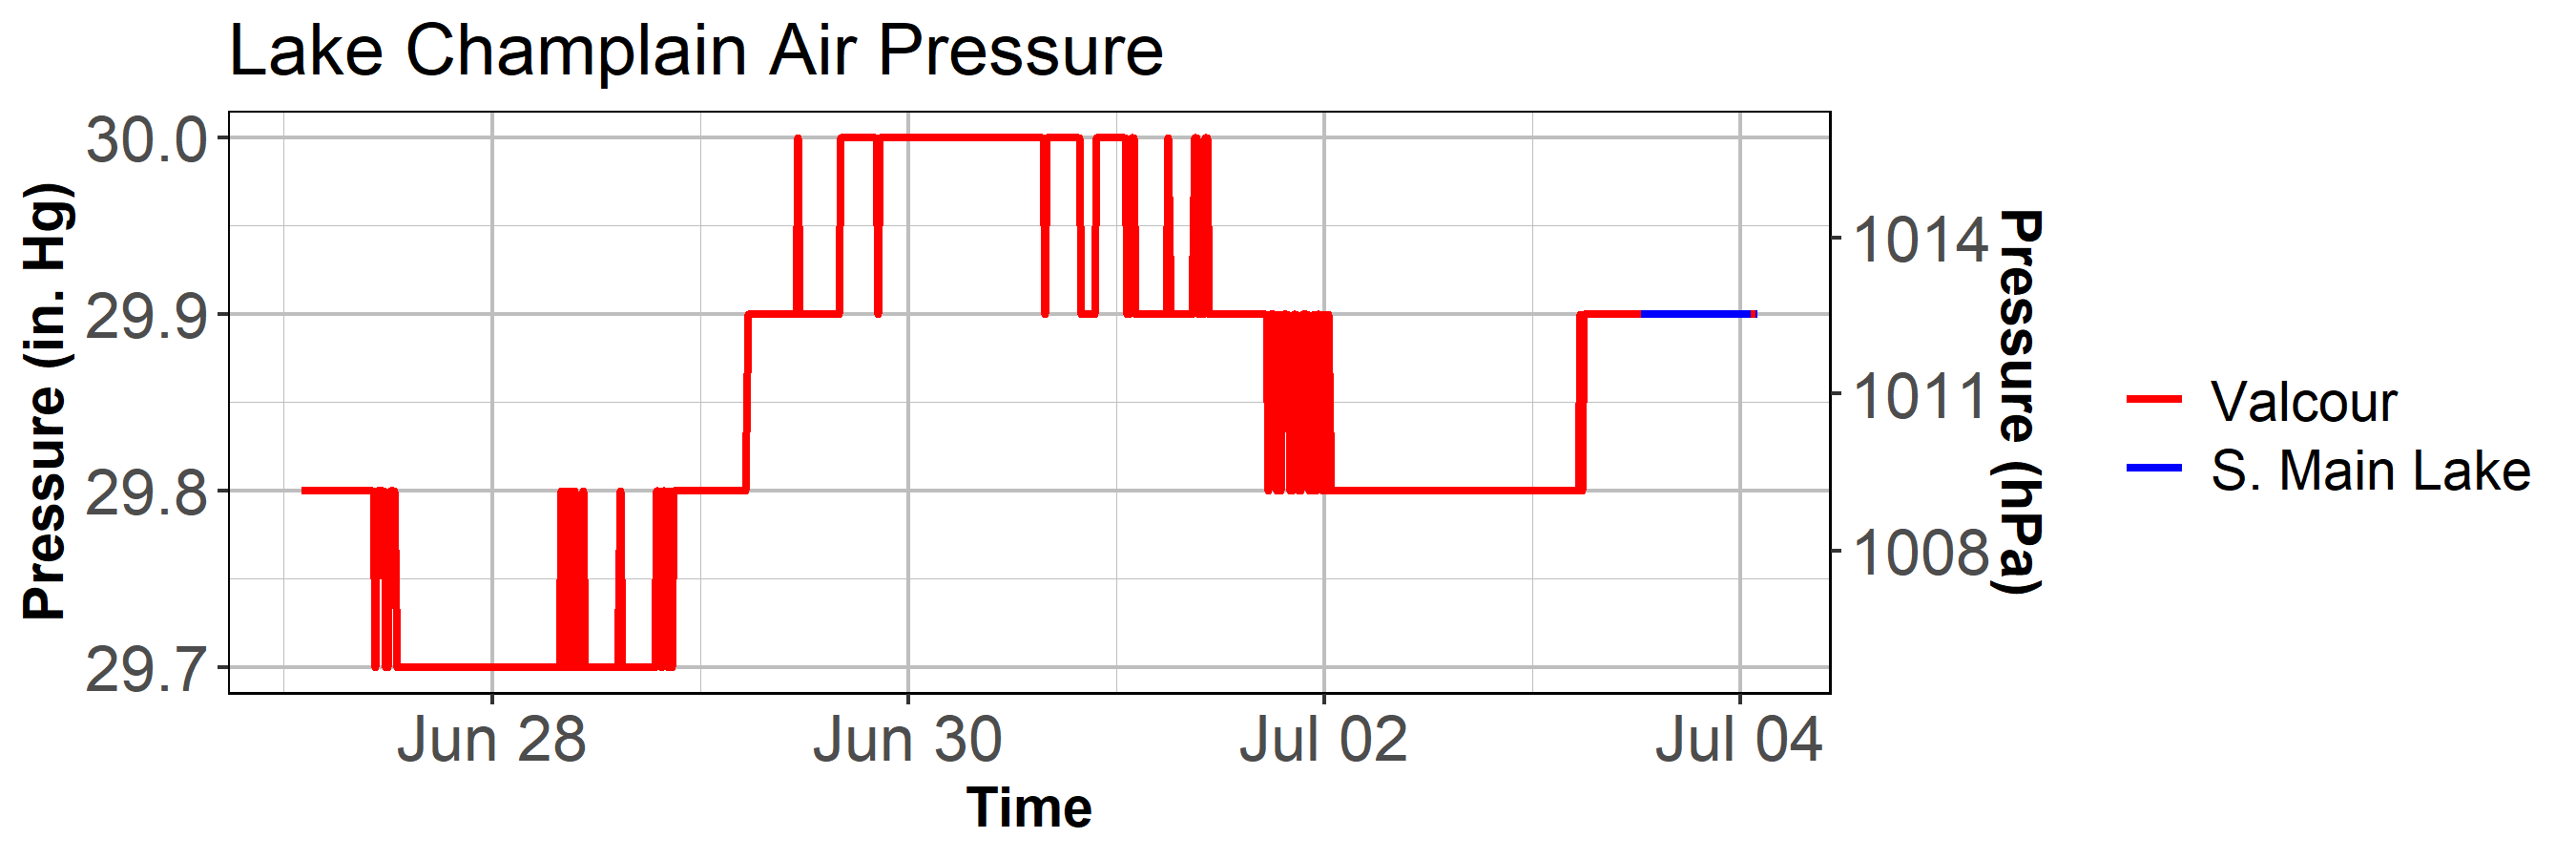 Lake Champlain Air Pressure
Pressure (in. Hg)
30.0
29.9
29.8
29.7
1014
1011
1008
Pressure (hPa)
Valcour
S. Main Lake
Jun 28
Jun 30
Jul 02
Jul 04
Time